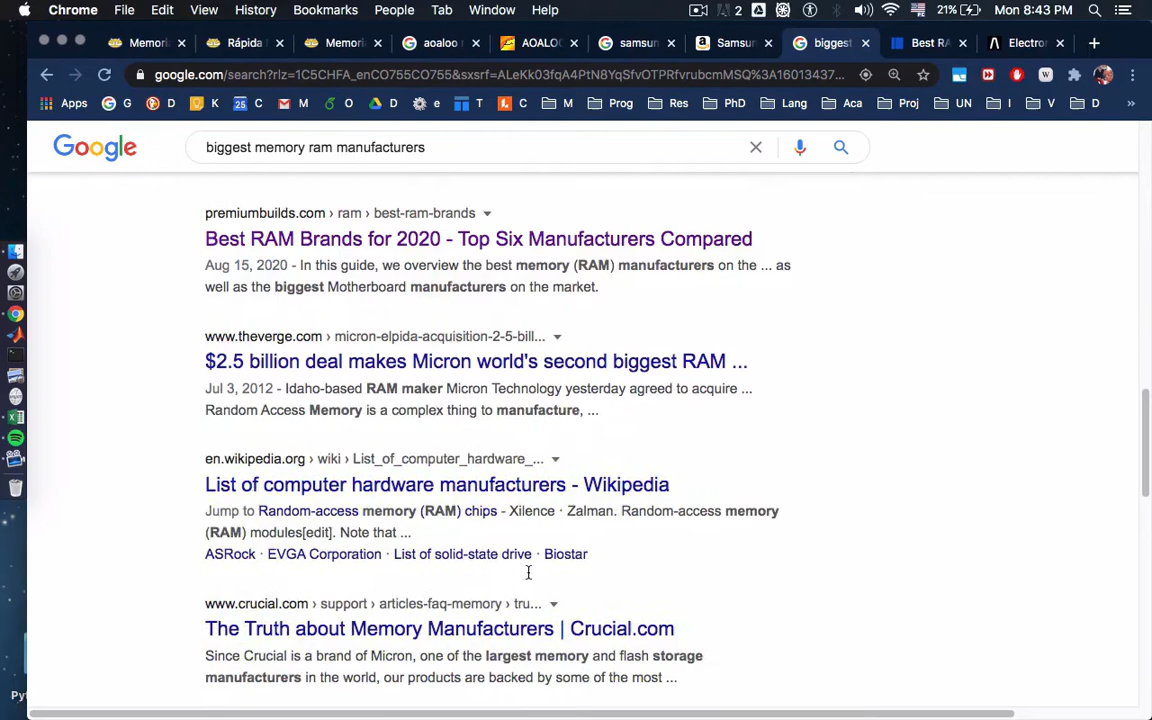 Chrome File Edit View History Bookmarks People Tab Window Help 2 21% Mon 8:43 PM
Memoria Rápida Memoria aoaloo r AOALOO samsun Samsu biggest Best RA Electron
google.com/search?rlz=1C5CHFA_enCO755CO755&sxsrf=ALeKk03fqA4PtN8YqSfvOTPRfvrubcmMSQ%3A16013437...
Apps G D K C M O D e T C M Prog Res PhD Lang Aca Proj UN I V D »
Google biggest memory ram manufacturers
premiumbuilds.com › ram › best-ram-brands
Best RAM Brands for 2020 - Top Six Manufacturers Compared
Aug 15, 2020 - In this guide, we overview the best memory (RAM) manufacturers on the ... as
well as the biggest Motherboard manufacturers on the market.
www.theverge.com › micron-elpida-acquisition-2-5-bill...
$2.5 billion deal makes Micron world's second biggest RAM ...
Jul 3, 2012 - Idaho-based RAM maker Micron Technology yesterday agreed to acquire ...
Random Access Memory is a complex thing to manufacture, ...
en.wikipedia.org › wiki › List_of_computer_hardware_...
List of computer hardware manufacturers - Wikipedia
Jump to Random-access memory (RAM) chips - Xilence · Zalman. Random-access memory
(RAM) modules[edit]. Note that ...
ASRock · EVGA Corporation · List of solid-state drive · Biostar
www.crucial.com › support › articles-faq-memory › tru...
The Truth about Memory Manufacturers | Crucial.com
Since Crucial is a brand of Micron, one of the largest memory and flash storage
manufacturers in the world, our products are backed by some of the most ...